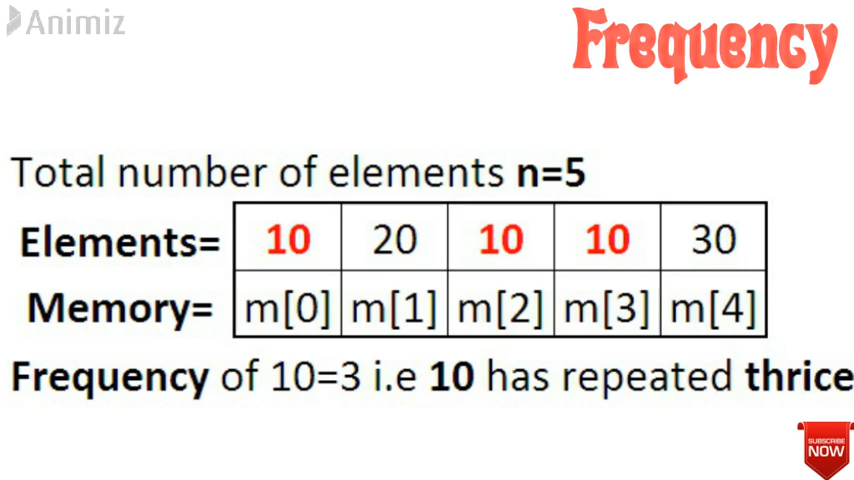 Animiz
Frequency
Total number of elements n=5
Elements= 10 20 10 10 30
Memory= m[0] m[1] m[2] m[3] m[4]
Frequency of 10=3 i.e 10 has repeated thrice
SUBSCRIBE
NOW